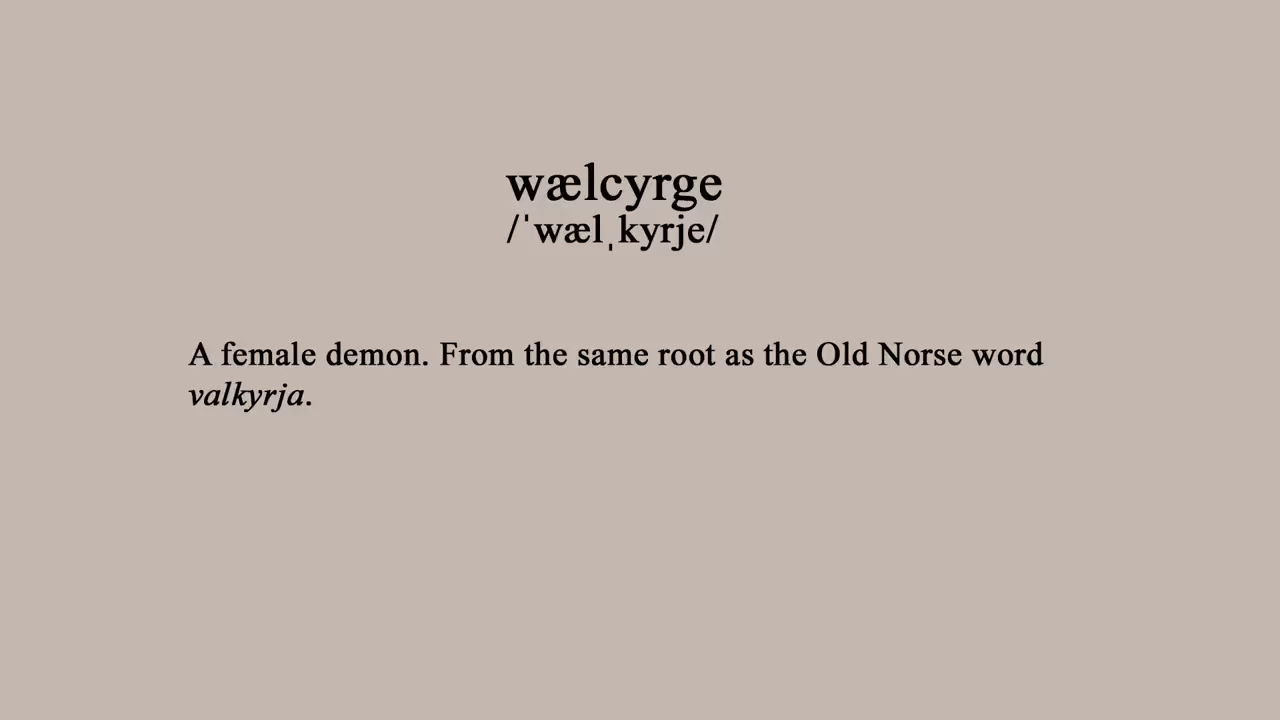 wælcyrge
/ˈwælˌkyrje/
A female demon. From the same root as the Old Norse word
valkyrja.